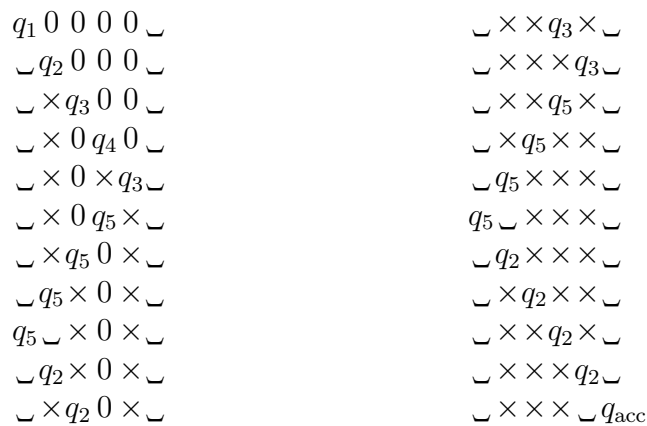 q₁ 0 0 0 0 ␣
␣ q₂ 0 0 0 ␣
␣ × q₃ 0 0 ␣
␣ × 0 q₄ 0 ␣
␣ × 0 × q₃ ␣
␣ × 0 q₅ × ␣
␣ × q₅ 0 × ␣
␣ q₅ × 0 × ␣
q₅ ␣ × 0 × ␣
␣ q₂ × 0 × ␣
␣ × q₂ 0 × ␣
␣ × × q₃ × ␣
␣ × × × q₃ ␣
␣ × × q₅ × ␣
␣ × q₅ × × ␣
␣ q₅ × × × ␣
q₅ ␣ × × × ␣
␣ q₂ × × × ␣
␣ × q₂ × × ␣
␣ × × q₂ × ␣
␣ × × × q₂ ␣
␣ × × × ␣ q_acc